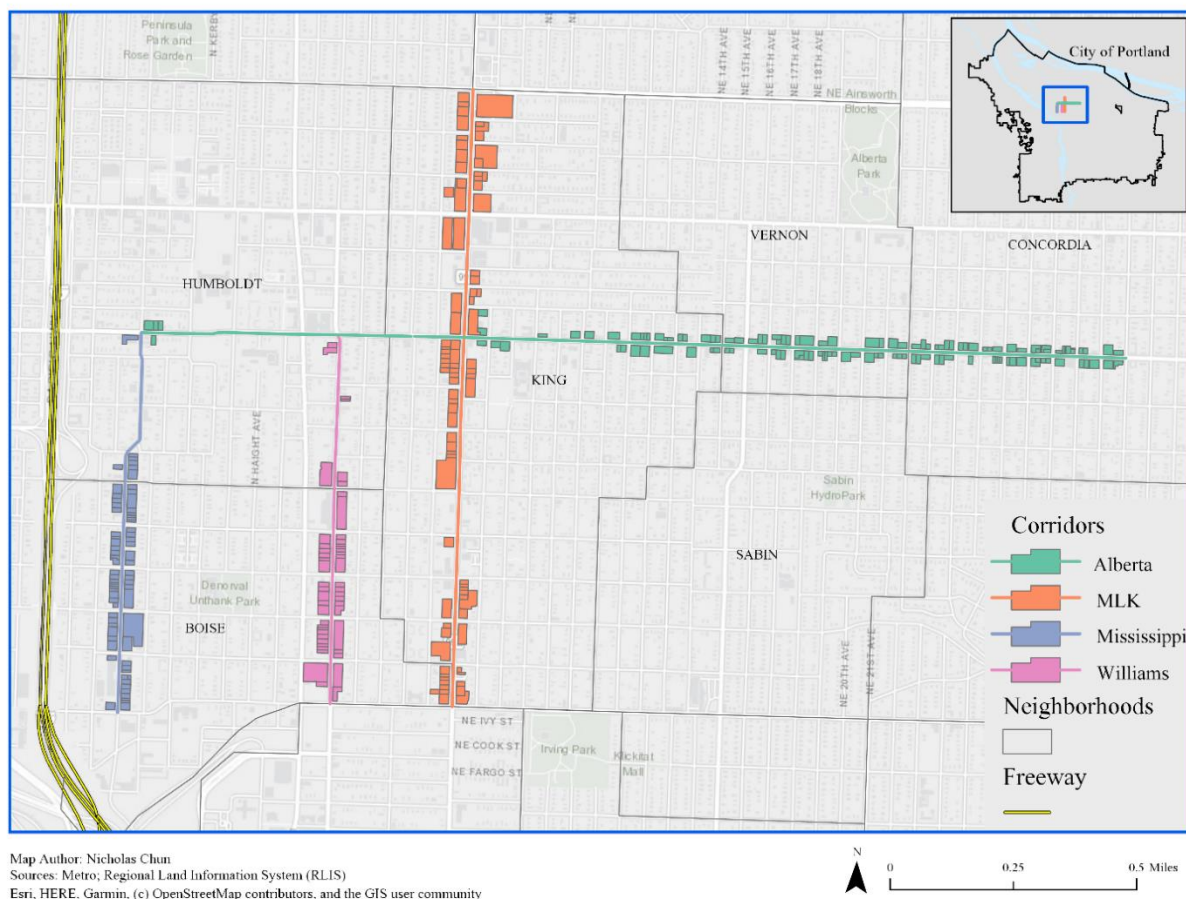 Peninsula
Park and
Rose Garden
N KERBY
NE 14TH AVE
NE 15TH AVE
NE 16TH AVE
NE 17TH AVE
NE 18TH AVE
City of Portland
NE Ainsworth
Blocks
Alberta
Park
VERNON
CONCORDIA
HUMBOLDT
KING
N HAIGHT AVE
Sabin
HydroPark
SABIN
Denorval
Unthank Park
BOISE
NE 20TH AVE
NE 21ST AVE
NE IVY ST
NE COOK ST
NE FARGO ST
Irving Park
Klickitat
Mall
Corridors
Alberta
MLK
Mississippi
Williams
Neighborhoods
Freeway
Map Author: Nicholas Chun
Sources: Metro; Regional Land Information System (RLIS)
Esri, HERE, Garmin, (c) OpenStreetMap contributors, and the GIS user community
N
0 0.25 0.5 Miles